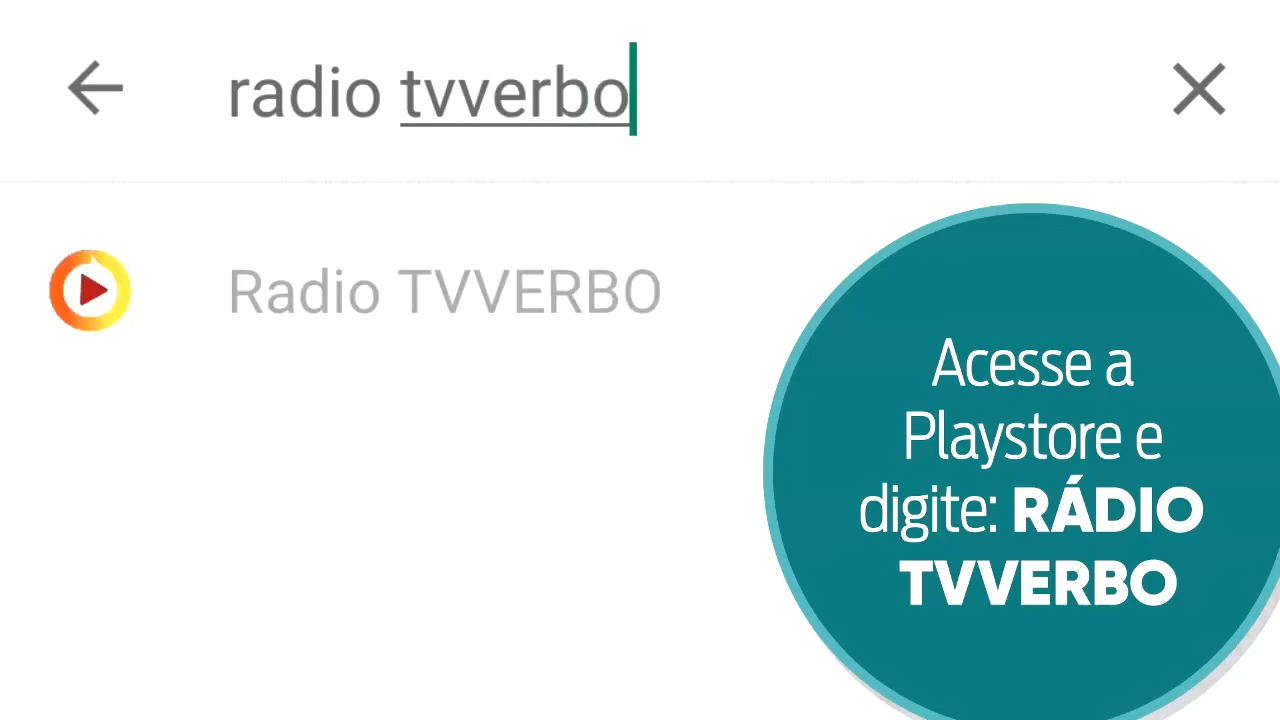 radio tvverbo
Radio TVVERBO
Acesse a
Playstore e
digite: RÁDIO
TVVERBO